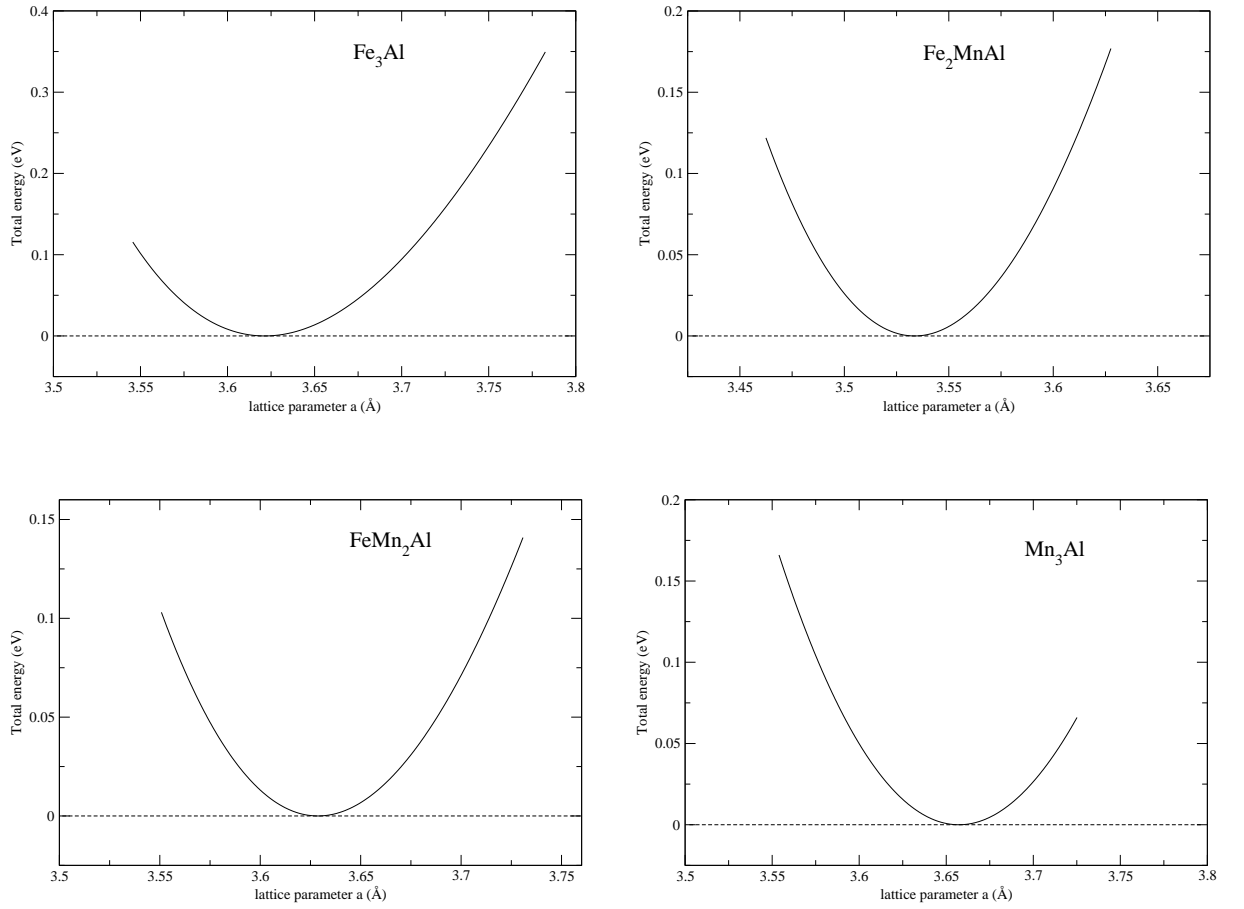 0.4
0.3
0.2
0.1
0
Total energy (eV)
Fe3Al
3.5 3.55 3.6 3.65 3.7 3.75 3.8
lattice parameter a (Å)
0.2
0.15
0.1
0.05
0
Total energy (eV)
Fe2MnAl
3.45 3.5 3.55 3.6 3.65
lattice parameter a (Å)
0.15
0.1
0.05
0
Total energy (eV)
FeMn2Al
3.5 3.55 3.6 3.65 3.7 3.75
lattice parameter a (Å)
0.2
0.15
0.1
0.05
0
Total energy (eV)
Mn3Al
3.5 3.55 3.6 3.65 3.7 3.75 3.8
lattice parameter a (Å)